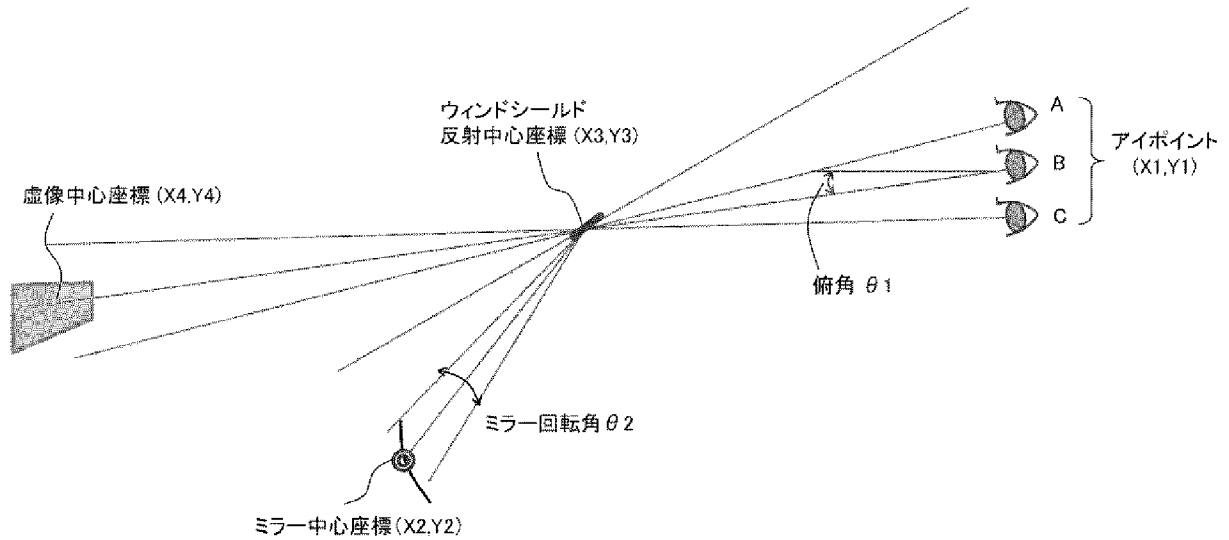 ウィンドシールド
反射中心座標(X3,Y3)
A
B
C
アイポイント
(X1,Y1)
虚像中心座標(X4,Y4)
俯角 θ1
ミラー回転角θ2
ミラー中心座標(X2,Y2)